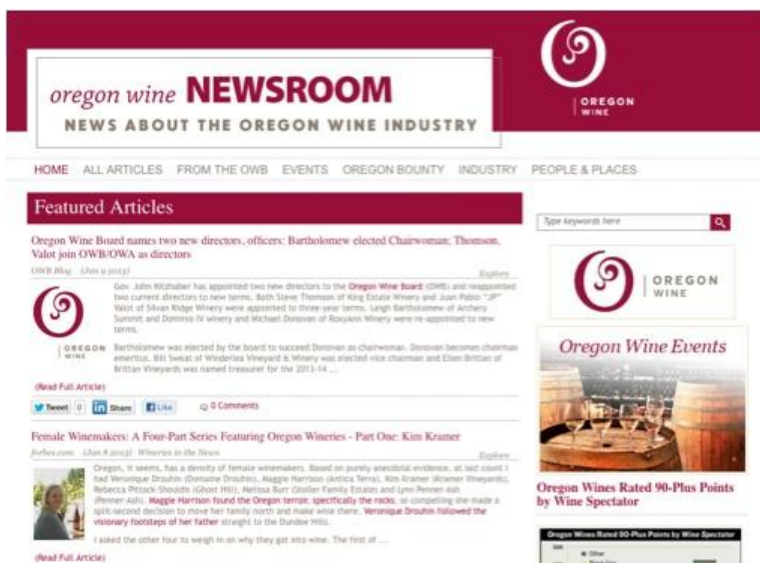 oregon wine NEWSROOM
NEWS ABOUT THE OREGON WINE INDUSTRY
OREGON
WINE
HOME ALL ARTICLES FROM THE OWB EVENTS OREGON BOUNTY INDUSTRY PEOPLE & PLACES
Featured Articles
Oregon Wine Board names two new directors, officers: Bartholomew elected Chairwoman; Thomson,
Valot join OWB/OWA as directors
OWB Blog (Jan 9 2013) Explore
Gov. John Kitzhaber has appointed two new directors to the Oregon Wine Board (OWB) and reappointed
two current directors to new terms. Both Steve Thomson of King Estate Winery and Juan Pablo "JP"
Valot of Silvan Ridge Winery were appointed to three-year terms. Leigh Bartholomew of Archery
Summit and Dominio IV winery and Michael Donovan of RoxyAnn Winery were re-appointed to new
terms.
OREGON
WINE
Bartholomew was elected by the board to succeed Donovan as chairwoman. Donovan becomes chairman
emeritus. Bill Sweat of Winderlea Vineyard & Winery was elected vice chairman and Ellen Brittan of
Brittan Vineyards was named treasurer for the 2013-14 ...
(Read Full Article)
Tweet 0 Share Like 0 Comments
Female Winemakers: A Four-Part Series Featuring Oregon Wineries - Part One: Kim Kramer
forbes.com (Jan 8 2013) Wineries in the News Explore
Oregon, it seems, has a density of female winemakers. Based on purely anecdotal evidence, at last count I
had Veronique Drouhin (Domaine Drouhin), Maggie Harrison (Antica Terra), Kim Kramer (Kramer Vineyards),
Rebecca Pittock-Shouldis (Ghost Hill), Melissa Burr (Stoller Family Estates and Lynn Penner-Ash
(Penner-Ash). Maggie Harrison found the Oregon terroir, specifically the rocks, so compelling she made a
split-second decision to move her family north and make wine there. Veronique Drouhin followed the
visionary footsteps of her father straight to the Dundee Hills.
I asked the other four to weigh in on why they got into wine. The first of ...
(Read Full Article)
Type keywords here
OREGON
WINE
Oregon Wine Events
Oregon Wines Rated 90-Plus Points
by Wine Spectator
Oregon Wines Rated 90-Plus Points by Wine Spectator
Other